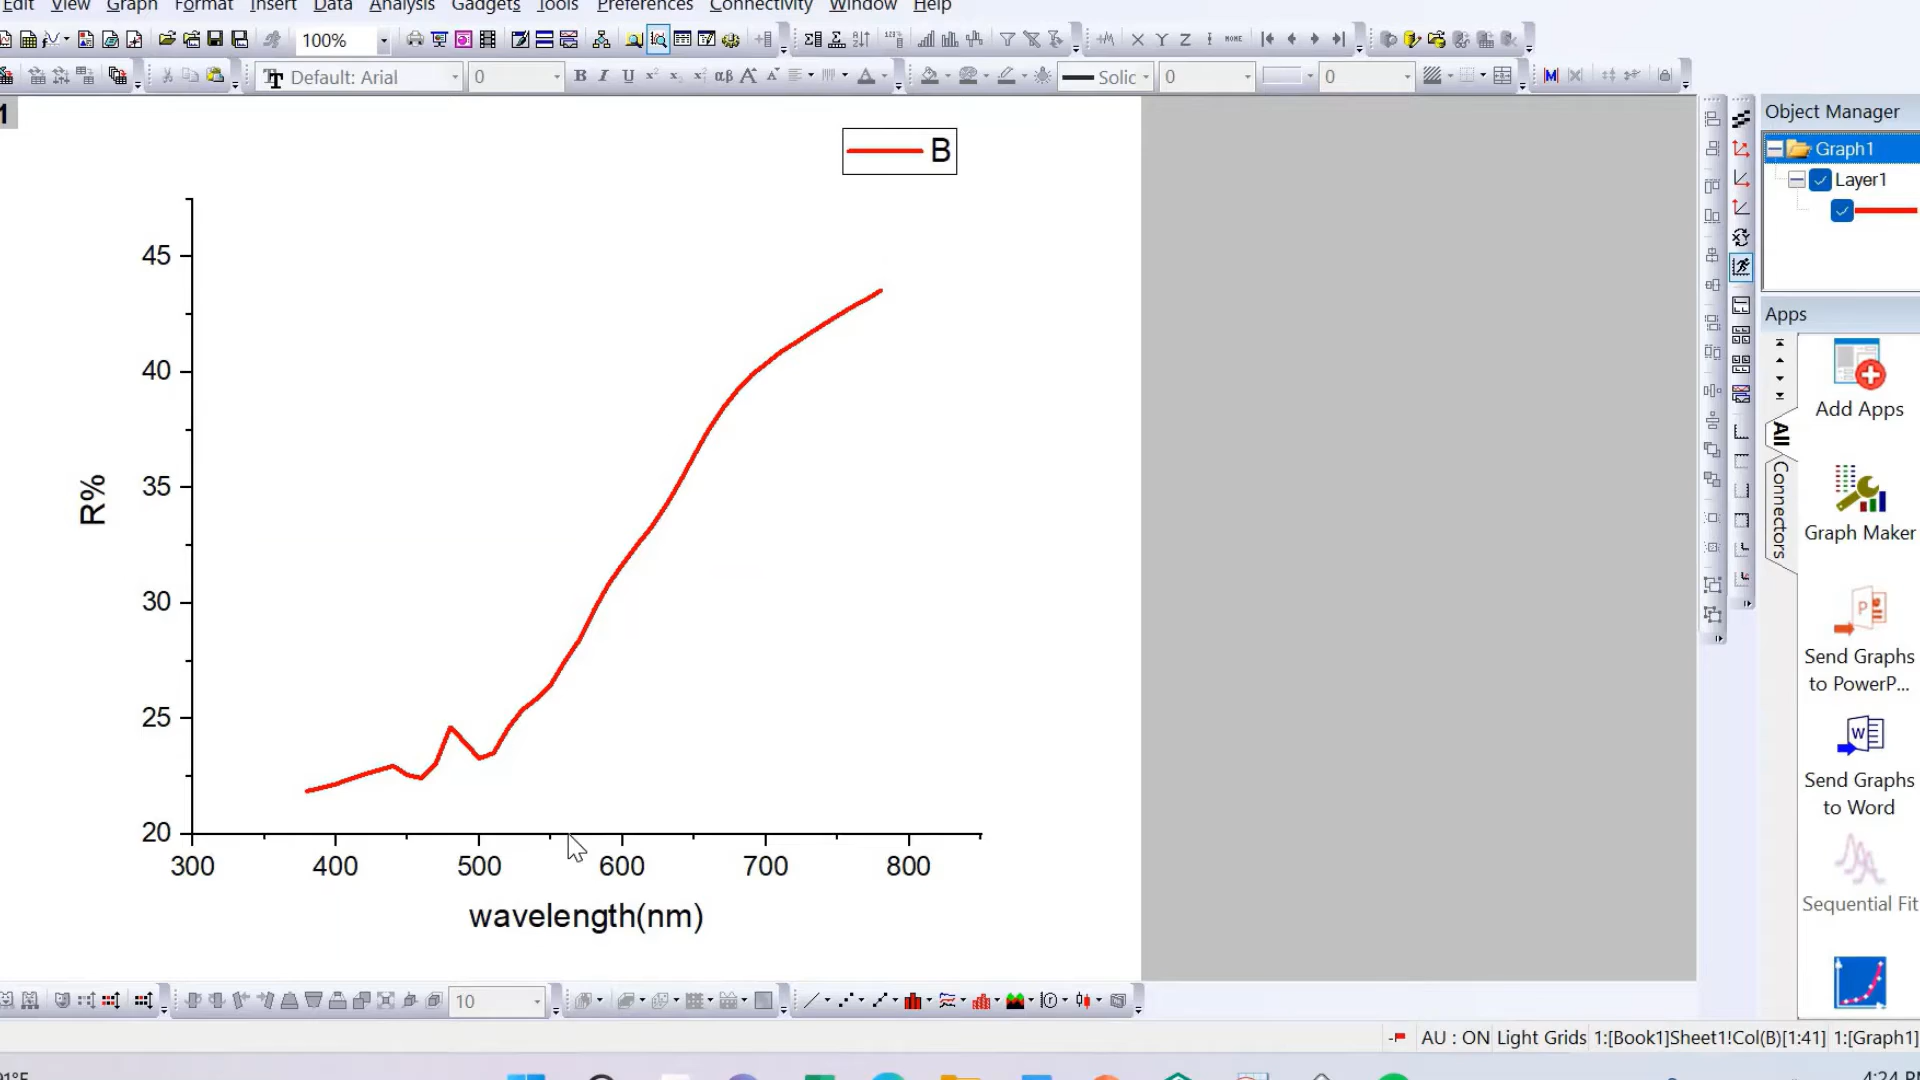 Edit View Graph Format Insert Data Analysis Gadgets Tools Preferences Connectivity Window Help
100%
Default: Arial 0 B I U αβ A A A Solic 0 0
1
B
45
40
35
30
25
20
R%
300 400 500 600 700 800
wavelength(nm)
Object Manager
Graph1
Layer1
Apps
All
Connectors
Add Apps
Graph Maker
Send Graphs
to PowerP...
Send Graphs
to Word
Sequential Fit
10
AU : ON Light Grids 1:[Book1]Sheet1!Col(B)[1:41] 1:[Graph1]